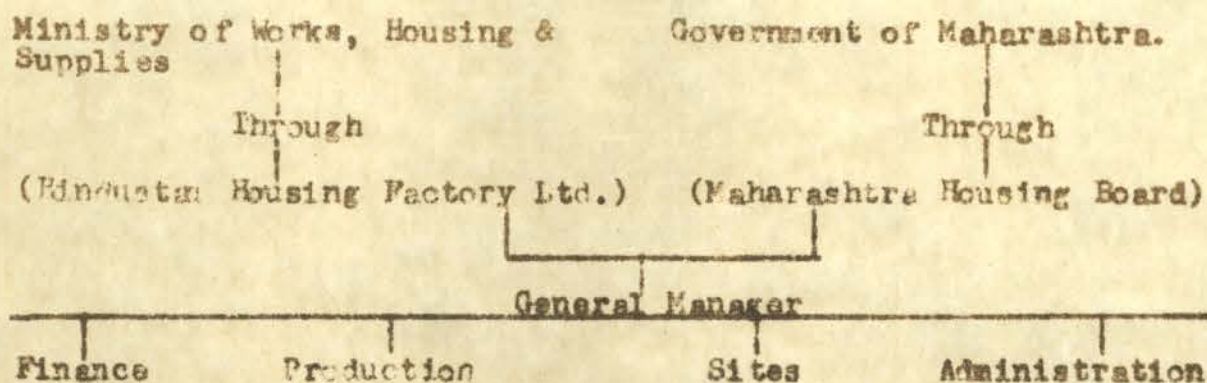 Ministry of Works, Housing & Supplies
Government of Maharashtra.
Through
Through
(Hindustan Housing Factory Ltd.)
(Maharashtra Housing Board)
General Manager
Finance
Production
Sites
Administration